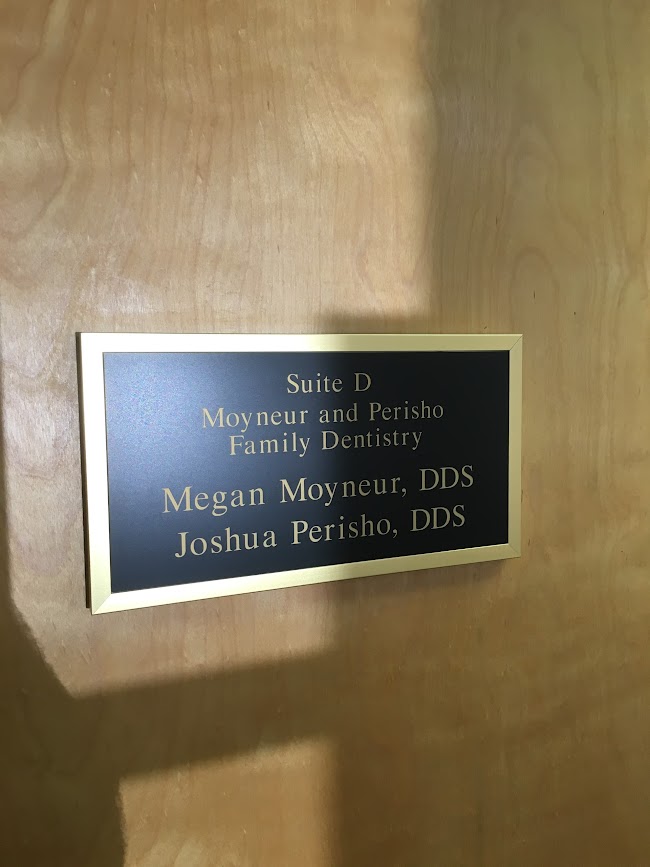 Suite D
Moyneur and Perisho
Family Dentistry
Megan Moyneur, DDS
Joshua Perisho, DDS